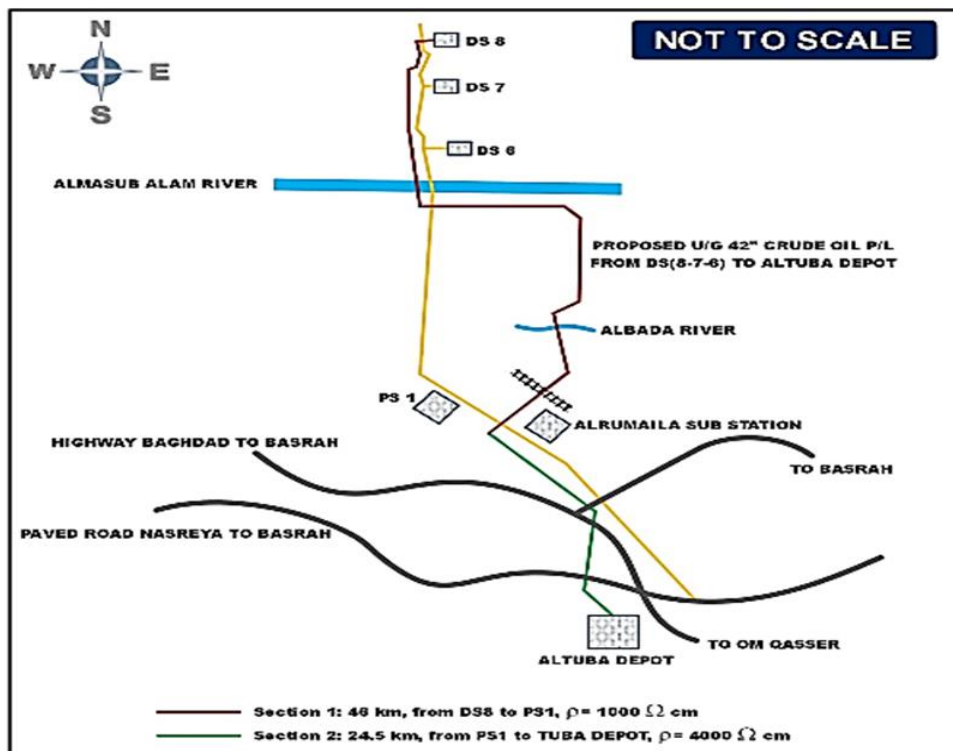 N
NOT TO SCALE
DS 8
W E
DS 7
S
DS 6
ALMASUB ALAM RIVER
PROPOSED U/G 42" CRUDE OIL P/L
FROM DS(8-7-6) TO ALTUBA DEPOT
ALBADA RIVER
PS 1
ALRUMAILA SUB STATION
HIGHWAY BAGHDAD TO BASRAH
TO BASRAH
PAVED ROAD NASREYA TO BASRAH
TO OM QASSER
ALTUBA DEPOT
Section 1: 46 km, from DS8 to PS1, ρ= 1000 Ω cm
Section 2: 24.5 km, from PS1 to TUBA DEPOT, ρ= 4000 Ω cm